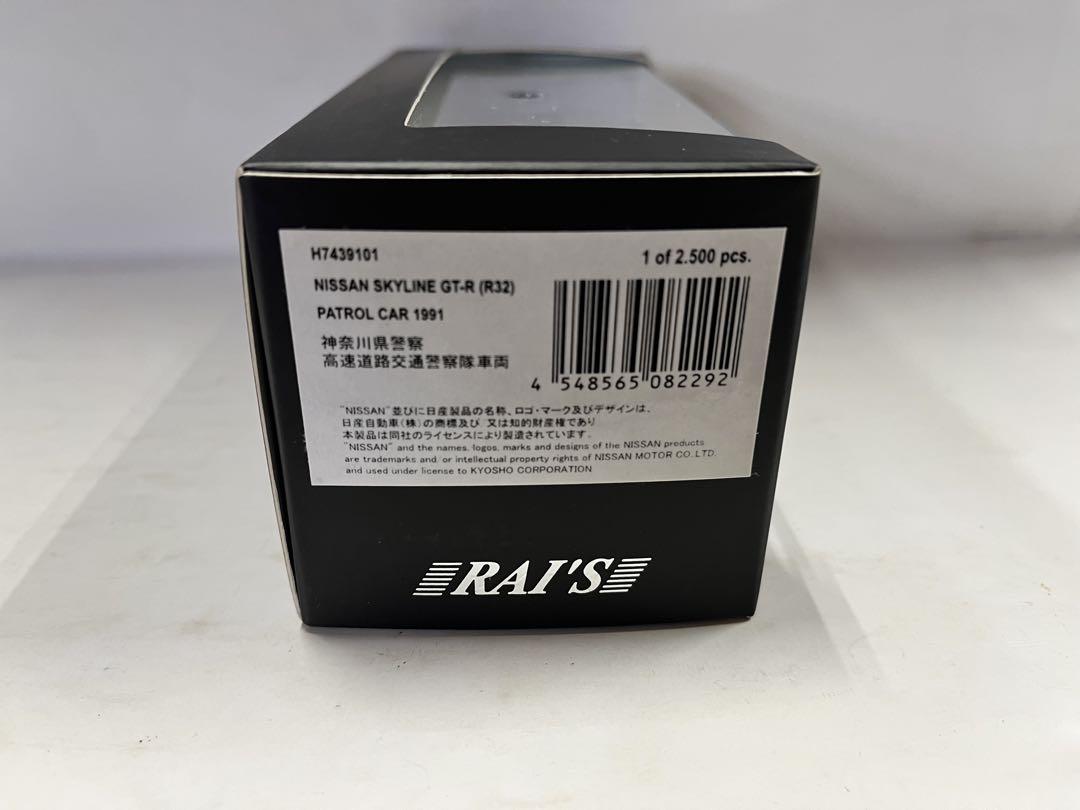 H7439101
1 of 2.500 pcs.
NISSAN SKYLINE GT-R (R32)
PATROL CAR 1991
神奈川県警察
高速道路交通警察隊車両
4 548565 082292
"NISSAN"並びに日産製品の名称、ロゴ・マーク及びデザインは、
日産自動車(株)の商標及び 又は知的財産権であり
本製品は同社のライセンスにより製造されています。
"NISSAN" and the names, logos, marks and designs of the NISSAN products
are trademarks and/or intellectual property rights of NISSAN MOTOR CO., LTD.
and used under license to KYOSHO CORPORATION
RAI'S